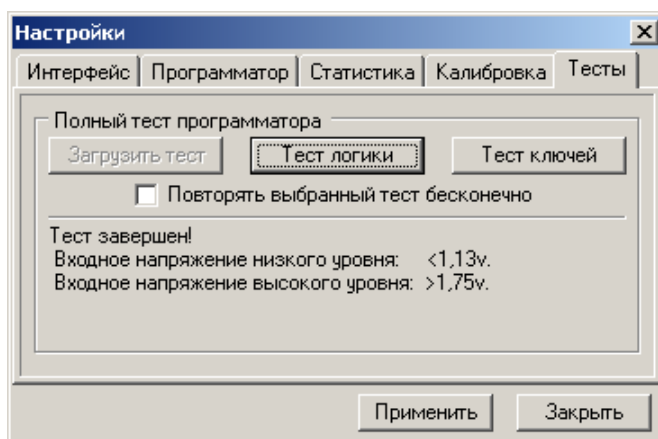 Настройки
Интерфейс Программатор Статистика Калибровка Тесты
Полный тест программатора
Загрузить тест Тест логики Тест ключей
Повторять выбранный тест бесконечно
Тест завершен!
Входное напряжение низкого уровня: <1,13v.
Входное напряжение высокого уровня: >1,75v.
Применить Закрыть